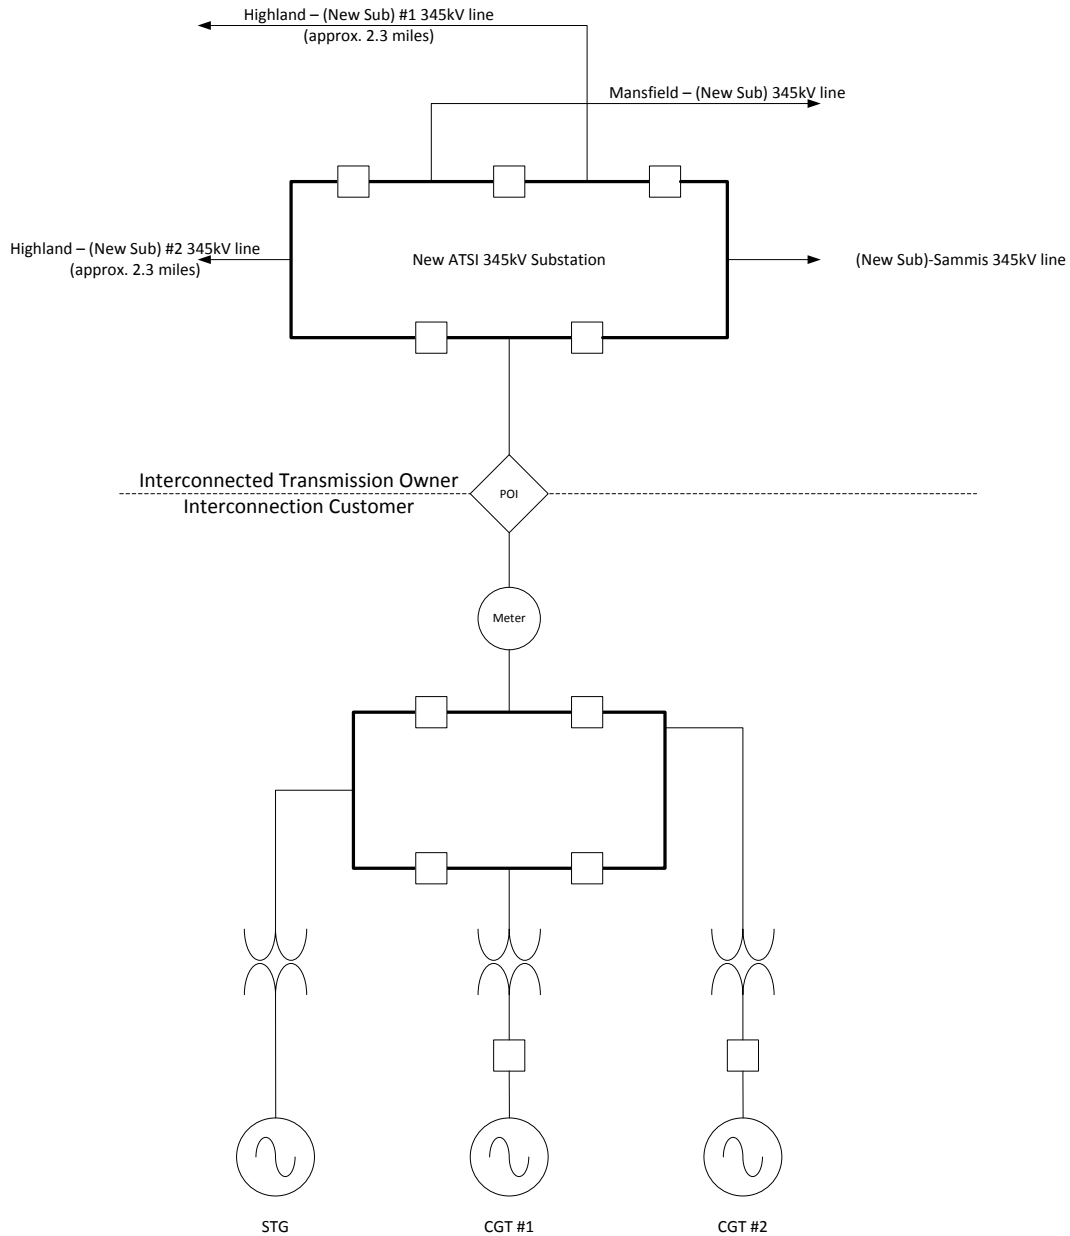 Highland – (New Sub) #1 345kV line
(approx. 2.3 miles)
Mansfield – (New Sub) 345kV line
Highland – (New Sub) #2 345kV line
(approx. 2.3 miles)
New ATSI 345kV Substation
(New Sub)-Sammis 345kV line
Interconnected Transmission Owner
POI
Interconnection Customer
Meter
STG
CGT #1
CGT #2